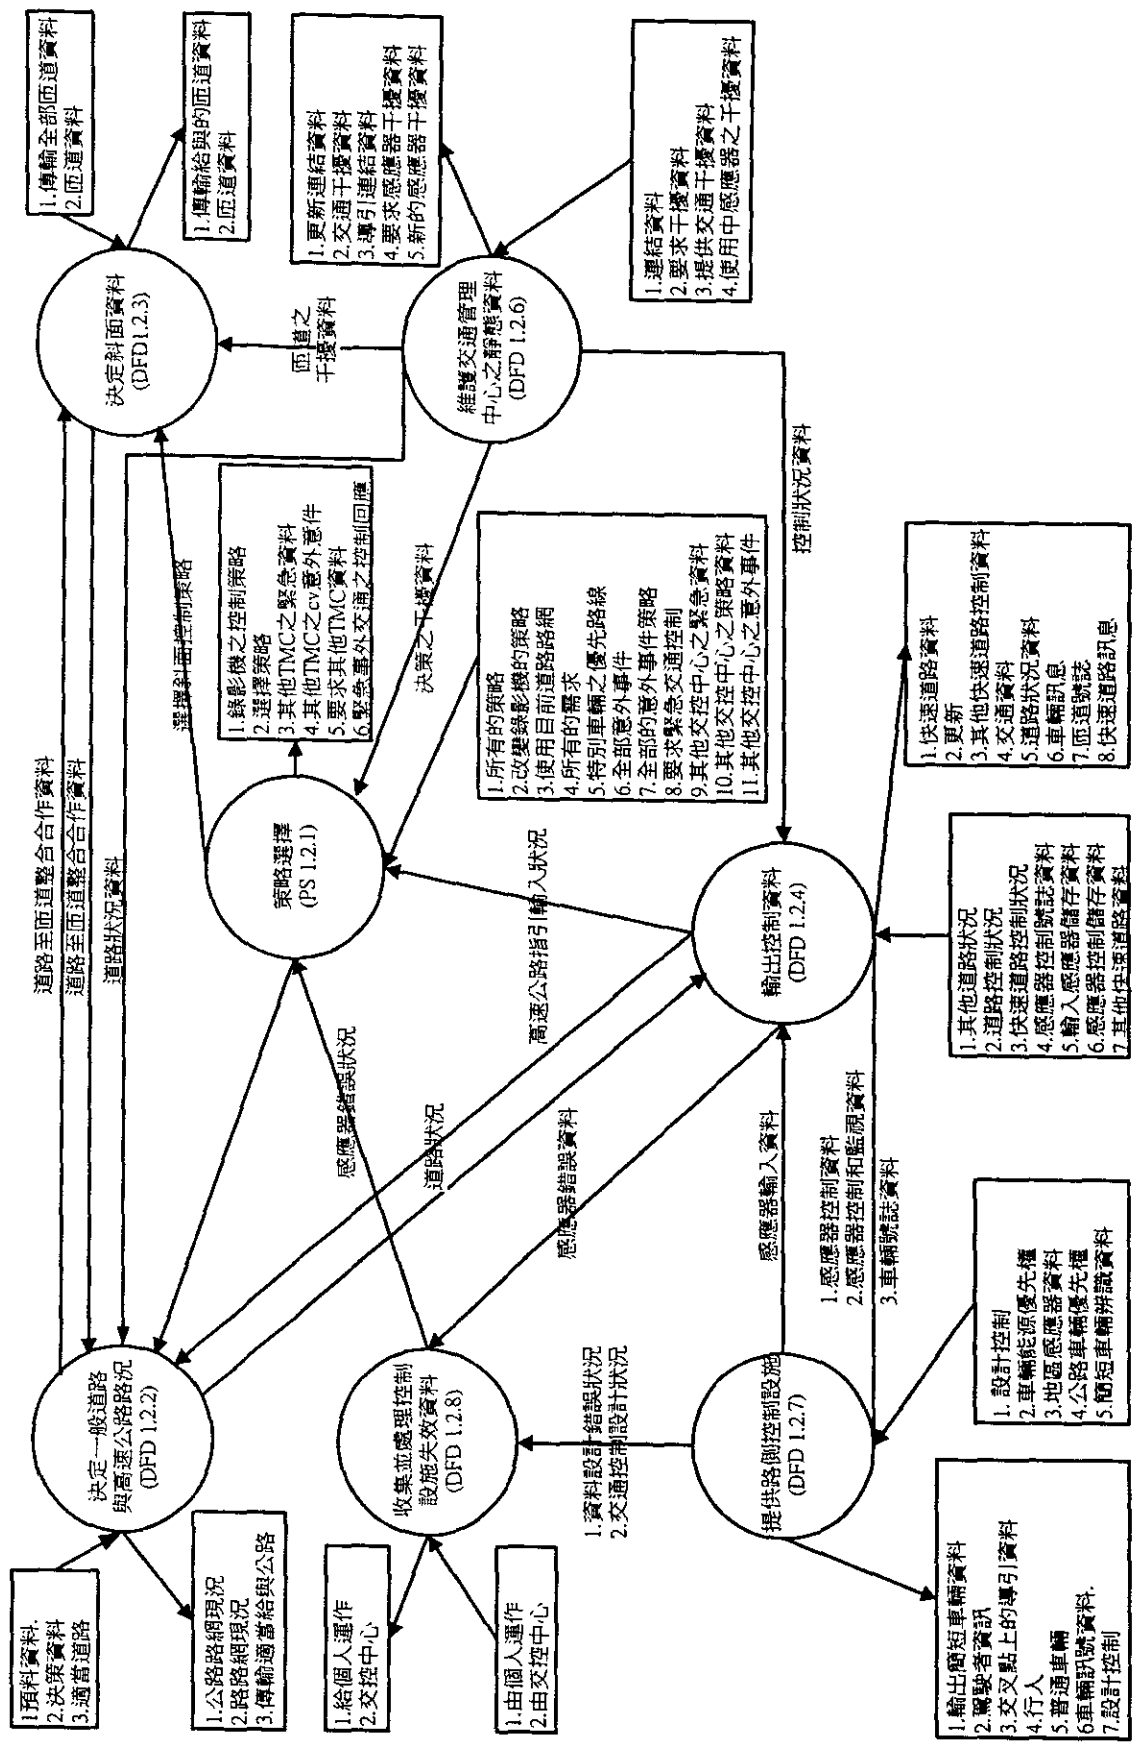 1預料資料.
2.決策資料
3.適當道路
1.公路路網現況
2.路路網現況
3.傳輸適當給與公路
決定一般道路
與高速公路路況
(DFD 1.2.2)
道路至匝道整合合作資料
道路至匝道整合合作資料
道路狀況資料
選擇斜面控制策略
決定斜面資料
(DFD1.2.3)
1.傳輸全部匝道資料
2.匝道資料
1.傳輸給與的匝道資料
2.匝道資料
匝道之
干擾資料
1.更新連結資料
2.交通干擾資料
3.導引連結資料
4.要求感應器干擾資料
5.新的感應器干擾資料
維護交通管理
中心之靜態資料
(DFD 1.2.6)
1.連結資料
2.要求干擾資料
3.提供交通干擾資料
4.使用中感應器之干擾資料
策略選擇
(PS 1.2.1)
1.錄影機之控制策略
2.選擇策略
3.其他TMC之緊急資料
4.其他TMC之cv意外意件
5.要求其他TMC資料
6.緊急事外交通之控制回應
決策之干擾資料
1.所有的策略
2.改變錄影機的策略
3.使用目前道路路網
4.所有的需求
5.特別車輛之優先路線
6.全部意外事件
7.全部的意外事件策略
8.要求緊急交通控制
9.其他交控中心之緊急資料
10.其他交控中心之策略資料
11.其他交控中心之意外事件
控制狀況資料
1.給個人運作
2.交控中心
1.由個人運作
2.由交控中心
收集並處理控制
設施失效資料
(DFD 1.2.8)
感應器錯誤狀況
道路狀況
高速公路指引輸入狀況
感應器錯誤資料
1.資料設計錯誤狀況
2.交通控制設計狀況
感應器輸入資料
輸出控制資料
(DFD 1.2.4)
提供路側控制設施
(DFD 1.2.7)
1.感應器控制資料
2.感應器控制和監視資料
3.車輛號誌資料
1.快速道路資料
2.更新
3.其他快速道路控制資料
4.交通資料
5.道路狀況資料
6.車輛訊息
7.匝道號誌
8.快速道路訊息
1.其他道路狀況
2.道路控制狀況
3.快速道路控制狀況
4.感應器控制號誌資料
5.輸入感應器儲存資料
6.感應器控制儲存資料
7.其他快速道路資料
1.設計控制
2.車輛能源優先權
3.地區感應器資料
4.公路車輛優先權
5.簡短車輛辨識資料
1.輸出簡短車輛資料
2.駕駛者資訊
3.交叉點上的導引資料
4.行人
5.普通車輛
6車輛訊號資料.
7.設計控制